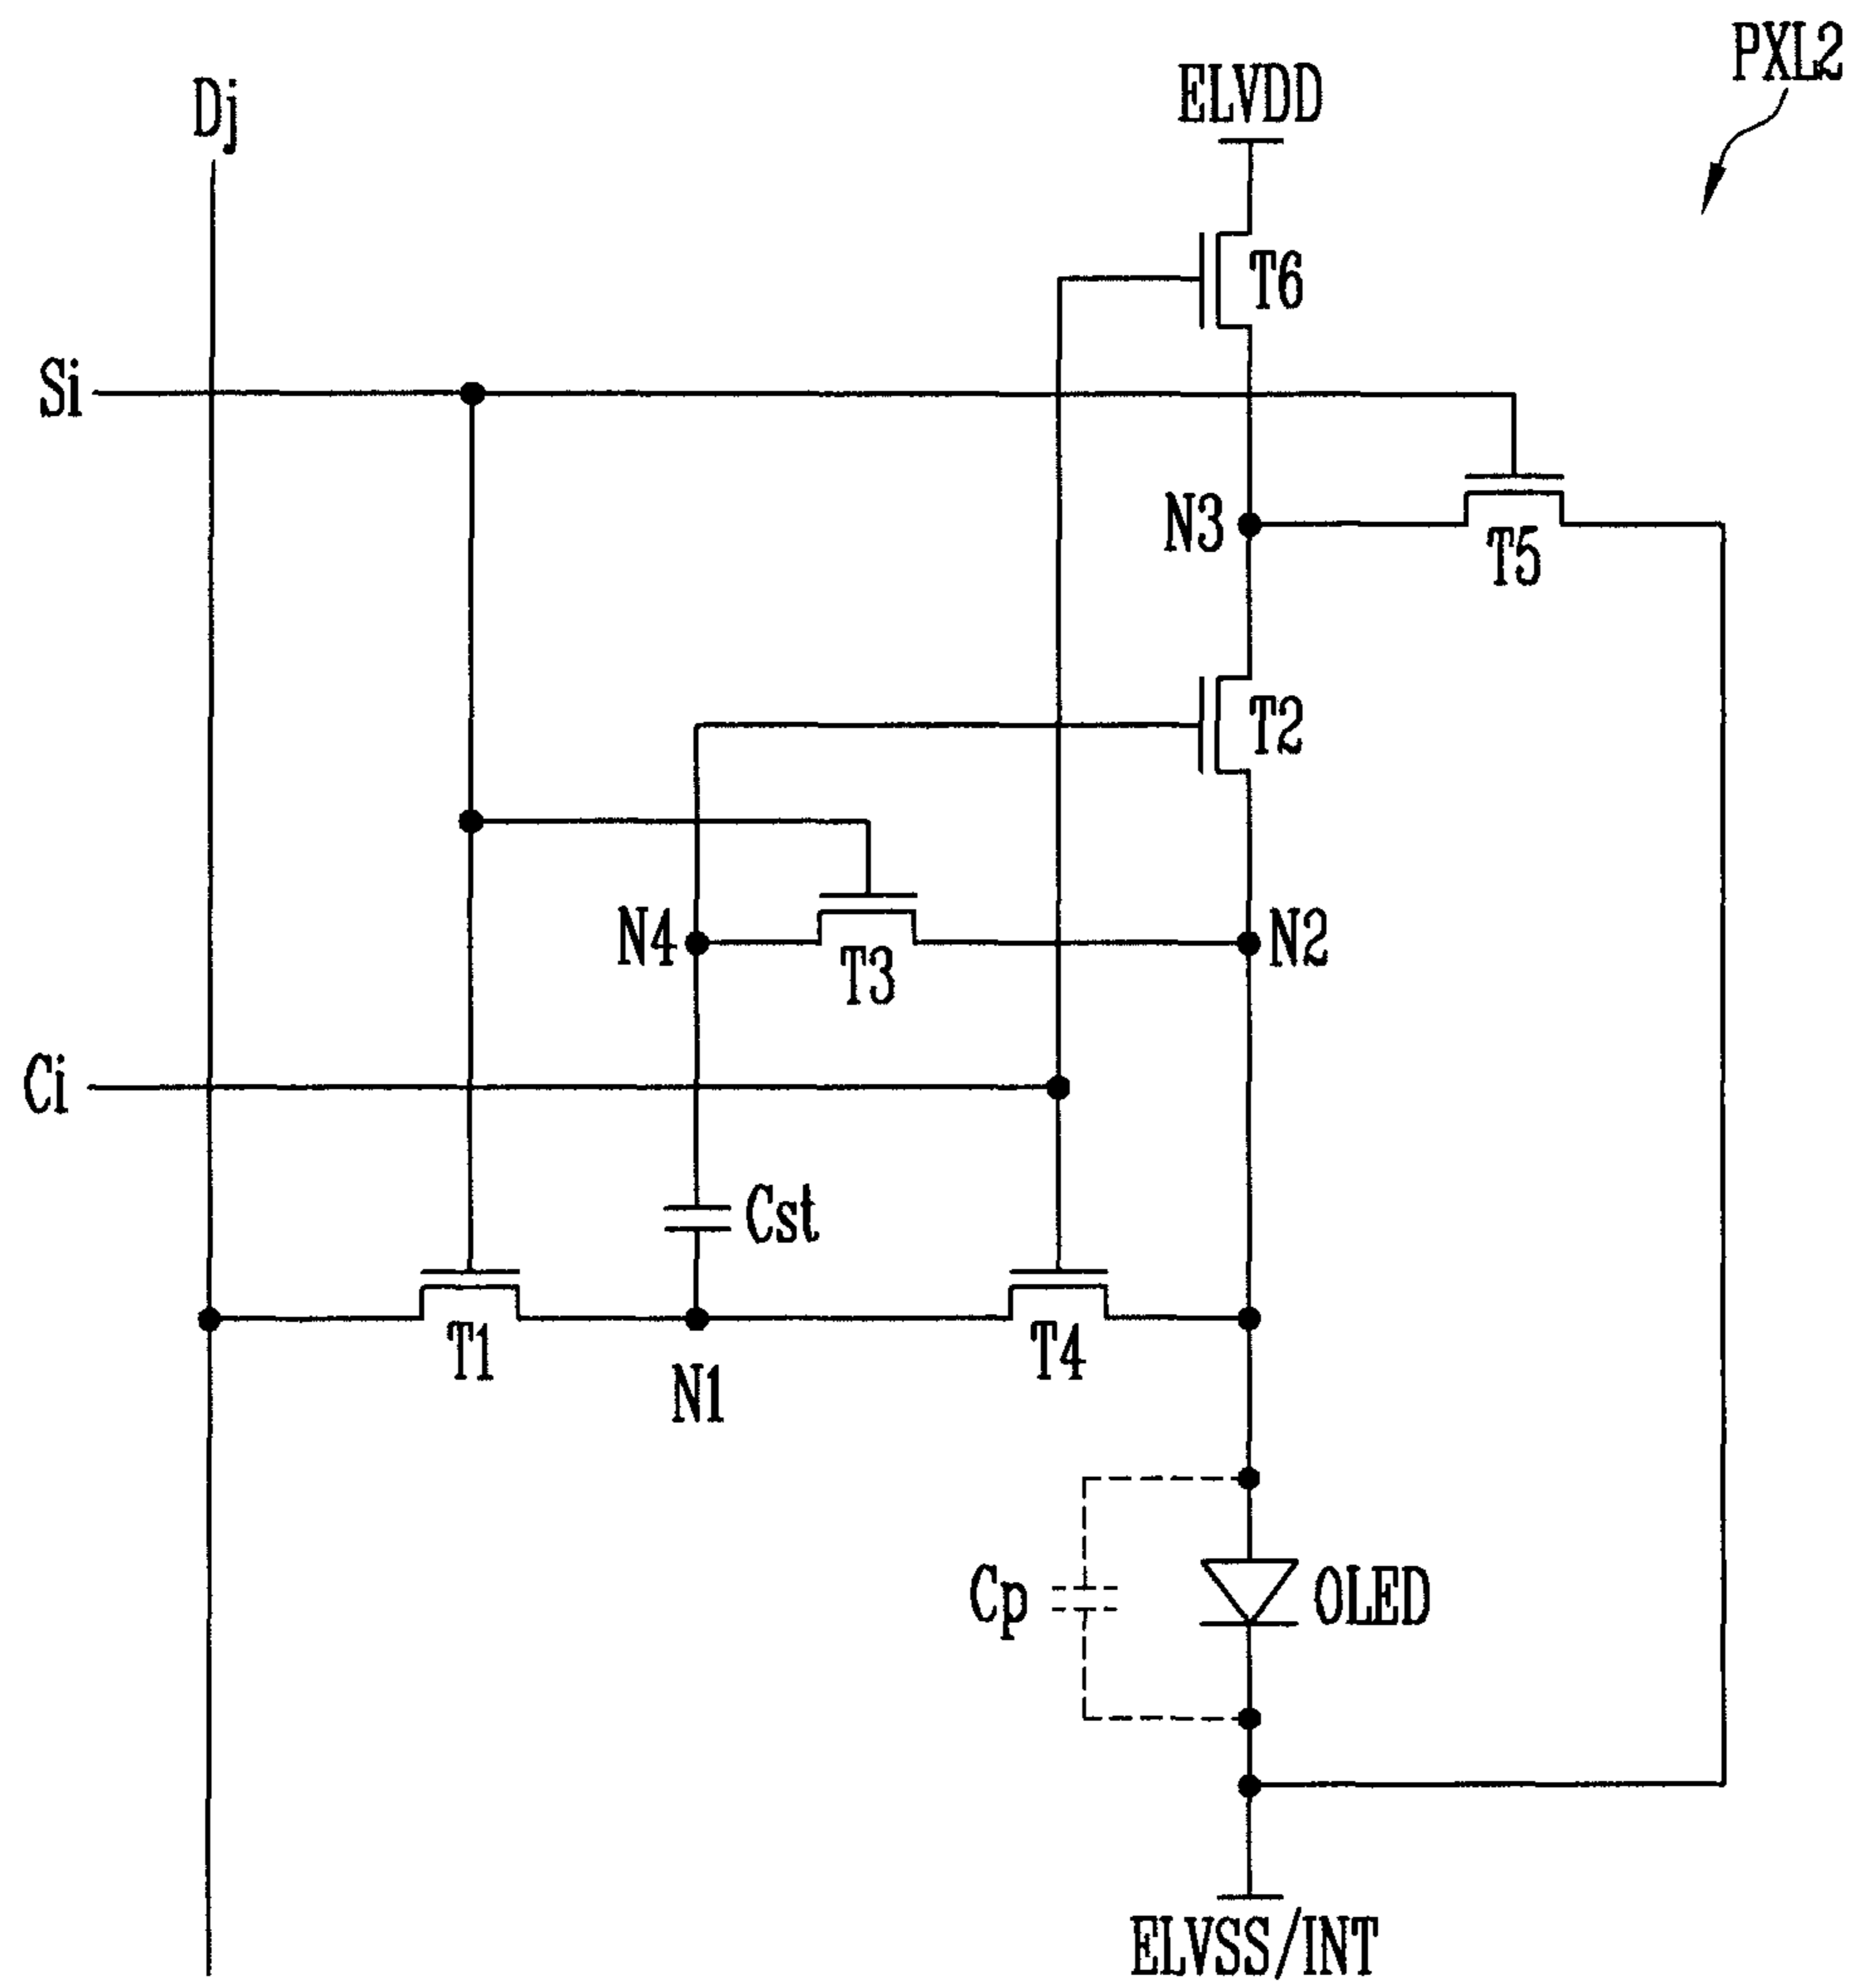 PXL2
Dj
ELVDD
T6
Si
N3
T5
T2
N4
N2
T3
Ci
Cst
T1
T4
N1
Cp
OLED
ELVSS/INT